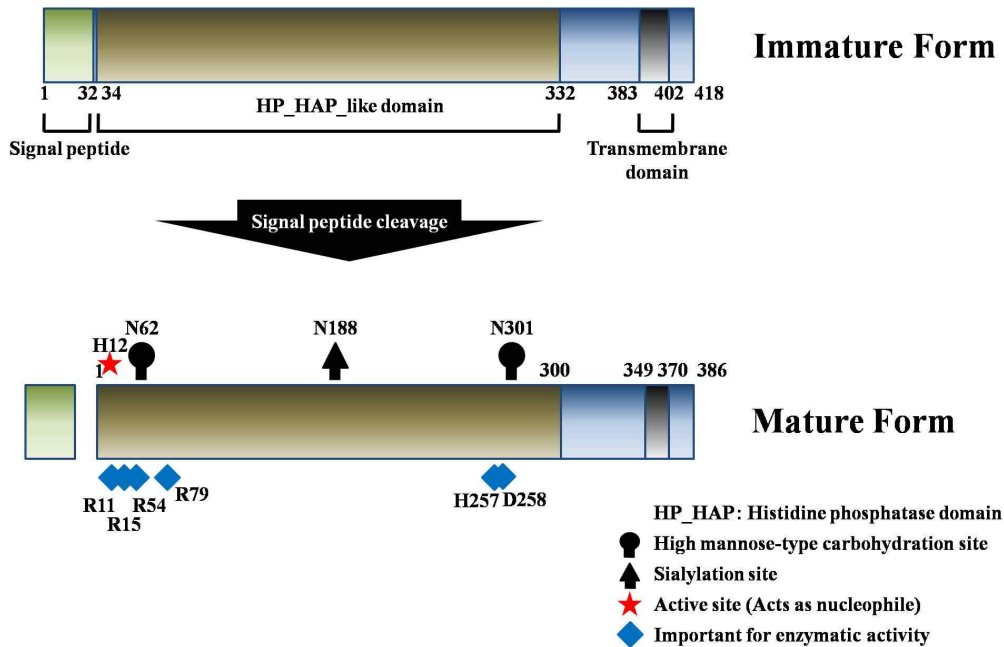 Immature Form
1 32 34 332 383 402 418
HP_HAP_like domain
Signal peptide
Transmembrane
domain
Signal peptide cleavage
N62 N188 N301
H12
1 300 349 370 386
Mature Form
R11 R54 R79 H257 D258
R15
HP_HAP: Histidine phosphatase domain
High mannose-type carbohydration site
Sialylation site
Active site (Acts as nucleophile)
Important for enzymatic activity